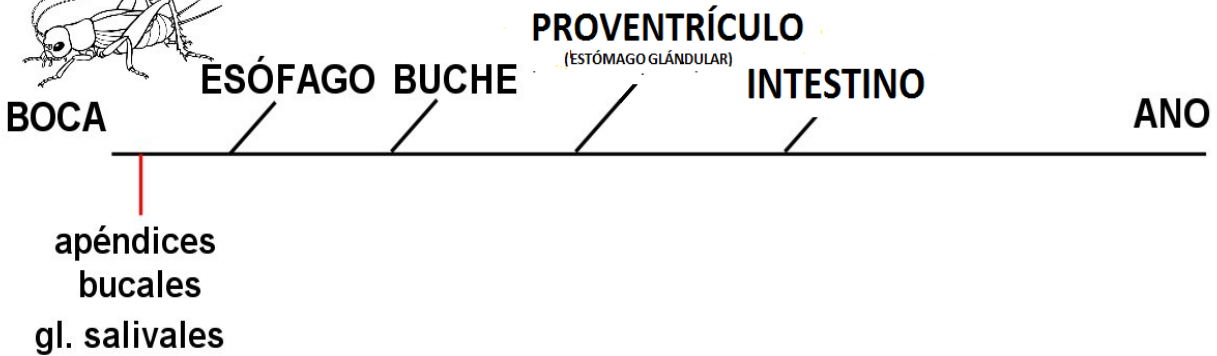 PROVENTRÍCULO
(ESTÓMAGO GLÁNDULAR)
ESÓFAGO BUCHE
INTESTINO
BOCA
ANO
apéndices
bucales
gl. salivales